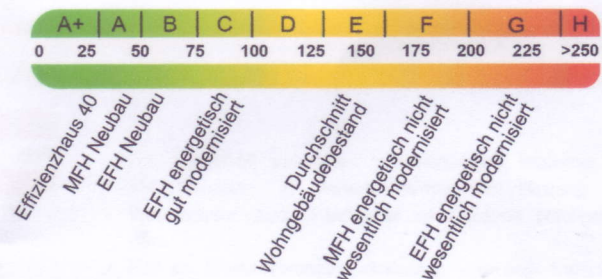 A+ A B C D E F G H
0 25 50 75 100 125 150 175 200 225 >250
Effizienzhaus 40
MFH Neubau
EFH Neubau
EFH energetisch
gut modernisiert
Durchschnitt
Wohngebäudebestand
MFH energetisch nicht
wesentlich modernisiert
EFH energetisch nicht
wesentlich modernisiert